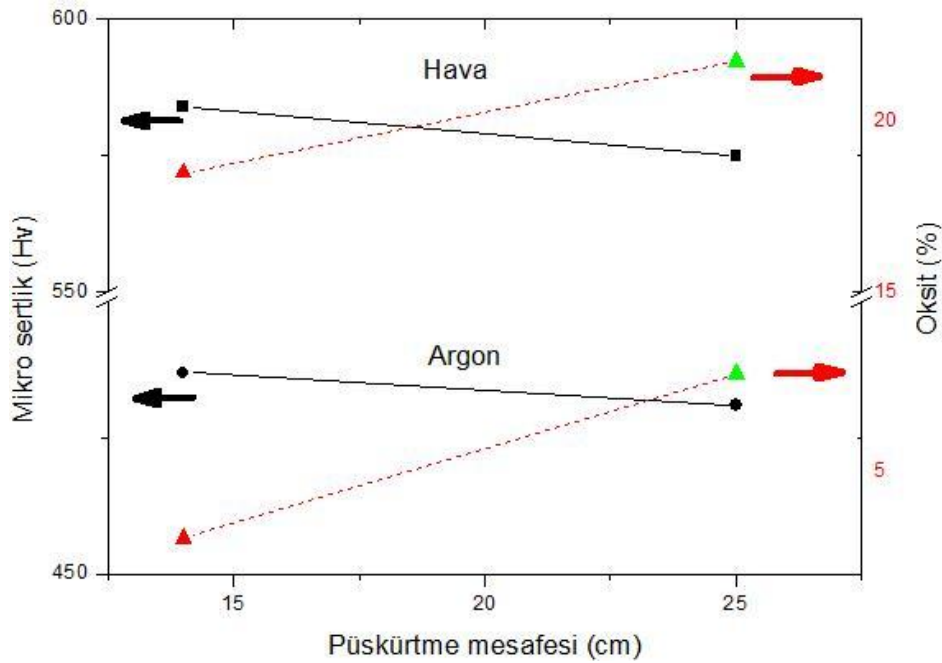 600
Hava
20
Mikro sertlik (Hv)
Oksit (%)
550
15
Argon
5
450
15
20
25
Püskürtme mesafesi (cm)